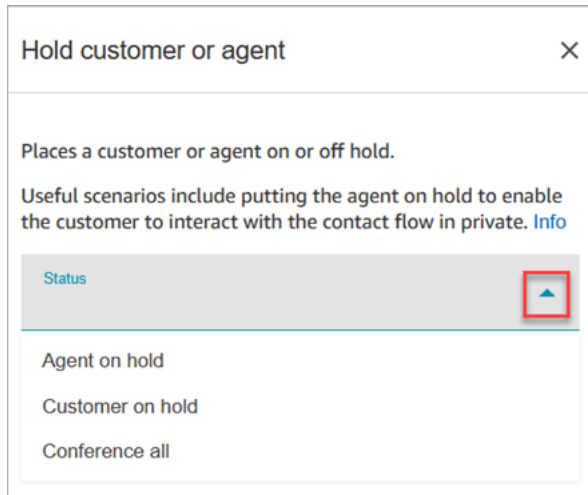 Hold customer or agent
Places a customer or agent on or off hold.
Useful scenarios include putting the agent on hold to enable
the customer to interact with the contact flow in private. Info
Status
Agent on hold
Customer on hold
Conference all